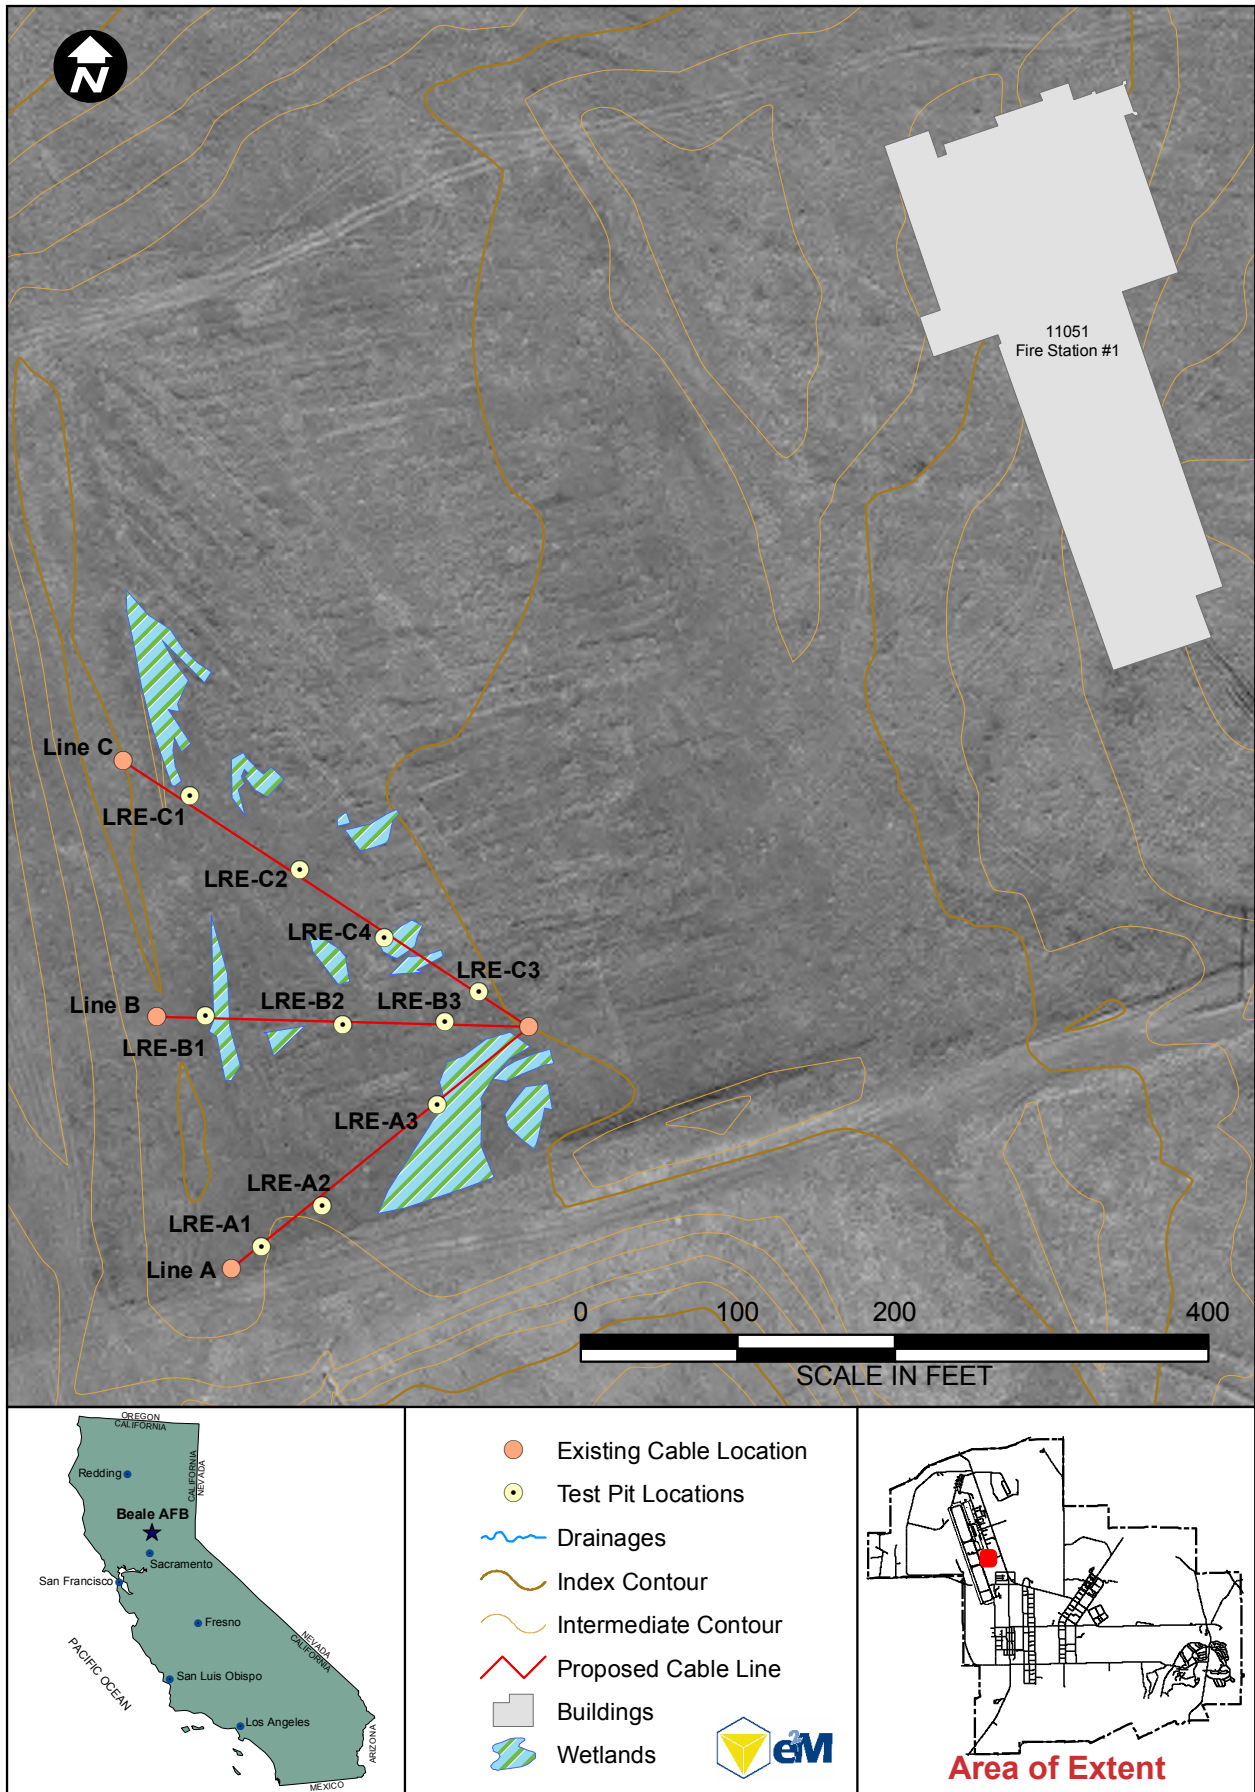 N
11051
Fire Station #1
Line C
LRE-C1
LRE-C2
LRE-C4
LRE-C3
Line B
LRE-B2
LRE-B3
LRE-B1
LRE-A3
LRE-A2
LRE-A1
Line A
0 100 200 400
SCALE IN FEET
OREGON
CALIFORNIA
CALIFORNIA
NEVADA
Redding
Beale AFB
Sacramento
San Francisco
Fresno
NEVADA
CALIFORNIA
PACIFIC OCEAN
San Luis Obispo
Los Angeles
ARIZONA
MEXICO
Existing Cable Location
Test Pit Locations
Drainages
Index Contour
Intermediate Contour
Proposed Cable Line
Buildings
Wetlands
e2M
Area of Extent